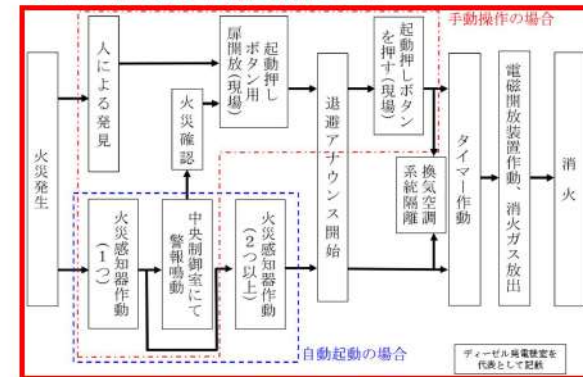 手動操作の場合
火災発生
人による発見
火災確認
起動押し
ボタン用
扉開放(現場)
退避アナウンス開始
起動押しボタン
を押す(現場)
換気空調
系統隔離
タイマー作動
電磁開放装置作動、消火ガス放出
消火
火災感知器作動
(1つ)
中央制御室にて
警報鳴動
火災感知器作動
(2つ以上)
自動起動の場合
ディーゼル発電機室を
代表として記載